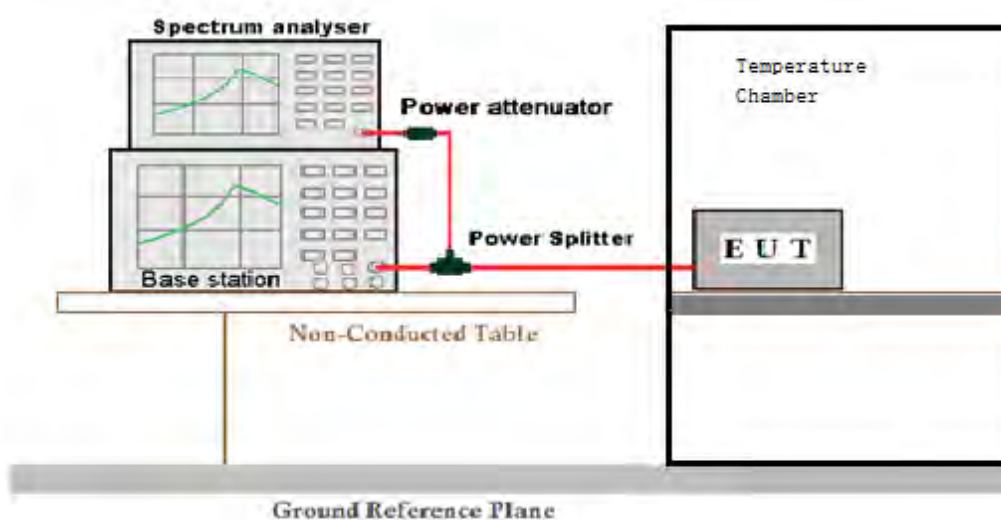 Spectrum analyser
Temperature
Chamber
Power attenuator
Power Splitter
E U T
Base station
Non-Conducted Table
Ground Reference Plane